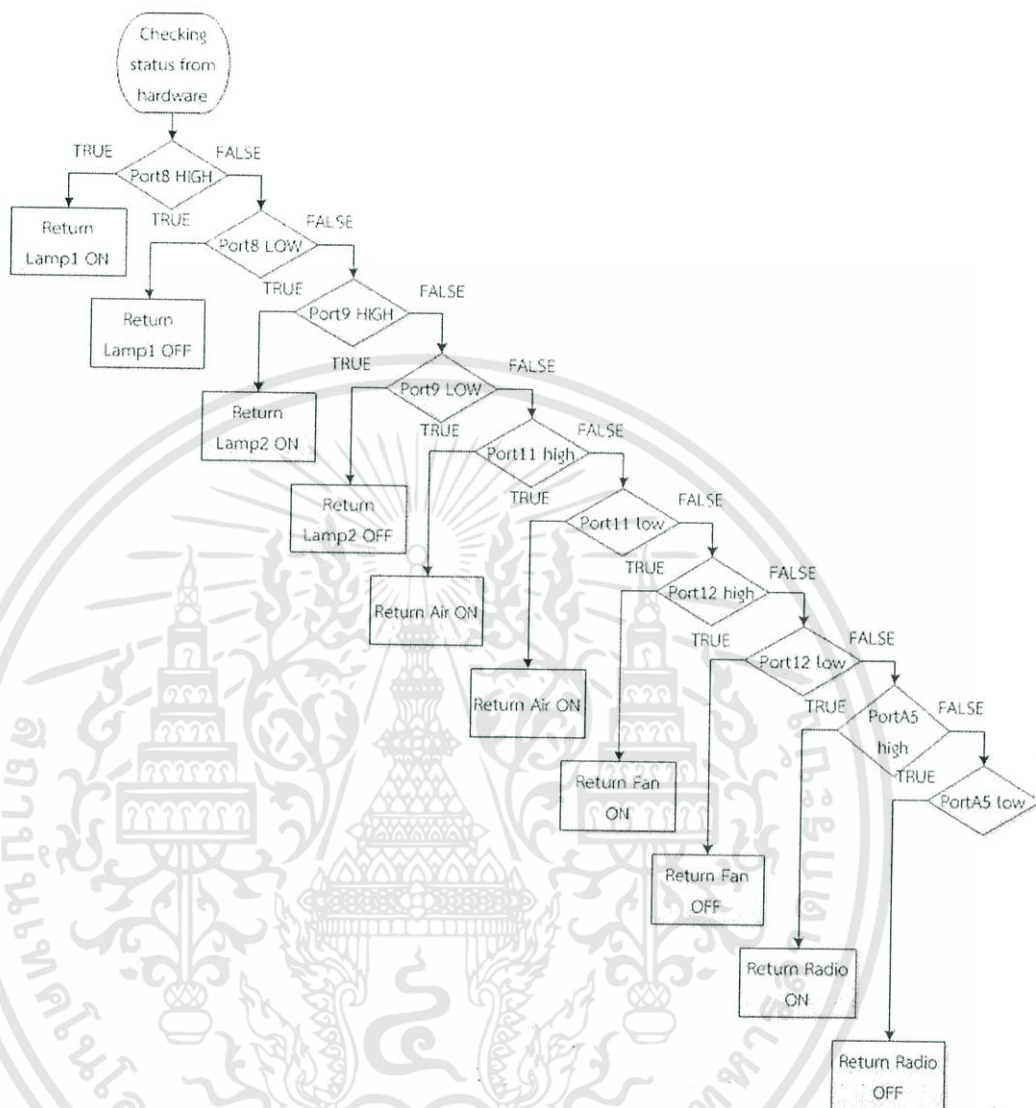 Checking
status from
hardware
TRUE
FALSE
Port8 HIGH
Return
Lamp1 ON
TRUE
FALSE
Port8 LOW
Return
Lamp1 OFF
TRUE
FALSE
Port9 HIGH
Return
Lamp2 ON
TRUE
FALSE
Port9 LOW
Return
Lamp2 OFF
TRUE
FALSE
Port11 high
Return Air ON
TRUE
FALSE
Port11 low
Return Air ON
TRUE
FALSE
Port12 high
Return Fan
ON
TRUE
FALSE
Port12 low
Return Fan
OFF
TRUE
FALSE
PortA5
high
Return Radio
ON
TRUE
PortA5 low
Return Radio
OFF